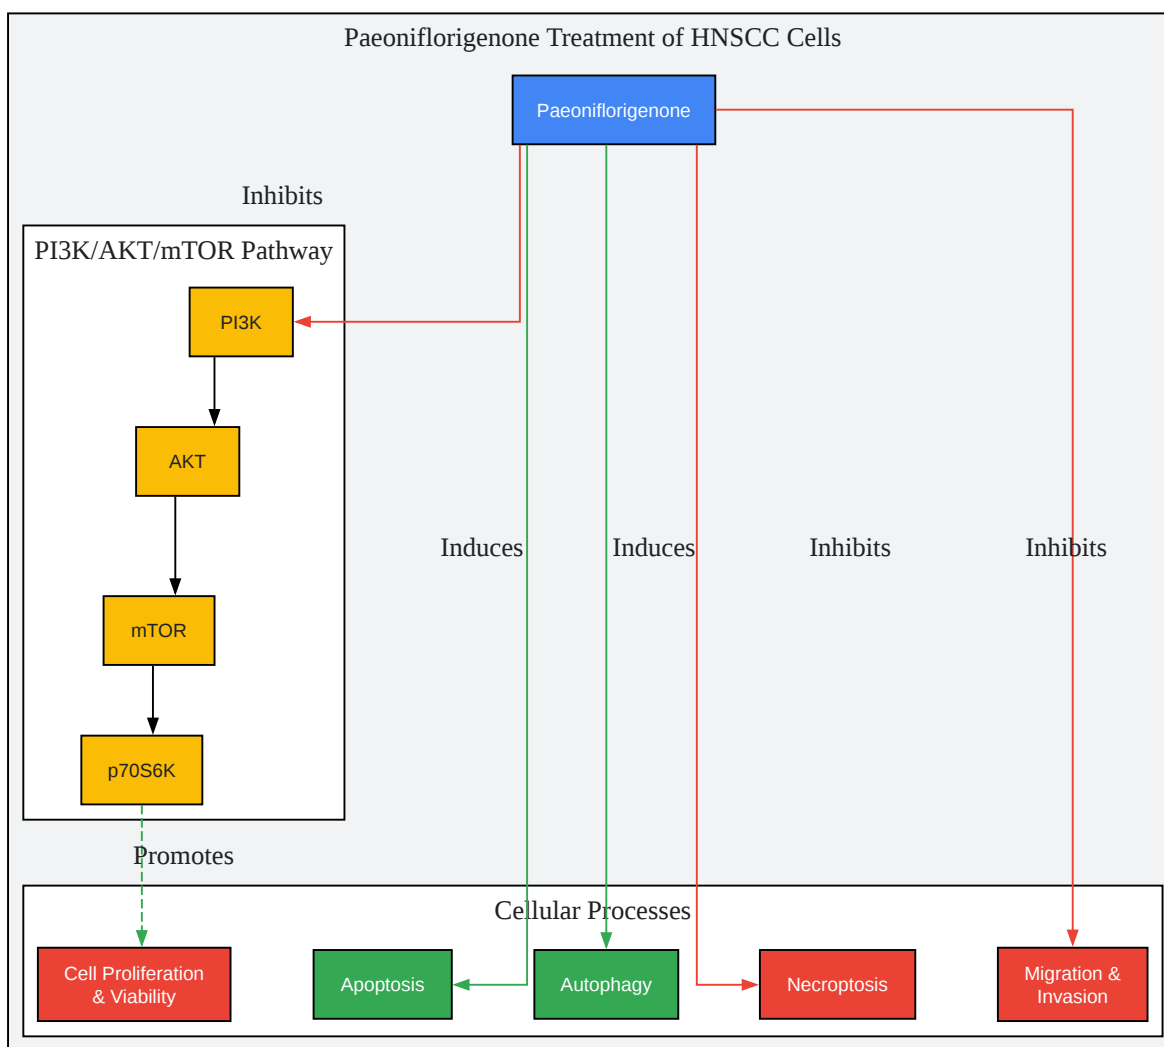 Paeoniflorigenone Treatment of HNSCC Cells
Paeoniflorigenone
Inhibits
PI3K/AKT/mTOR Pathway
PI3K
AKT
Induces
Induces
Inhibits
Inhibits
mTOR
p70S6K
Promotes
Cellular Processes
Cell Proliferation
& Viability
Apoptosis
Autophagy
Necroptosis
Migration &
Invasion